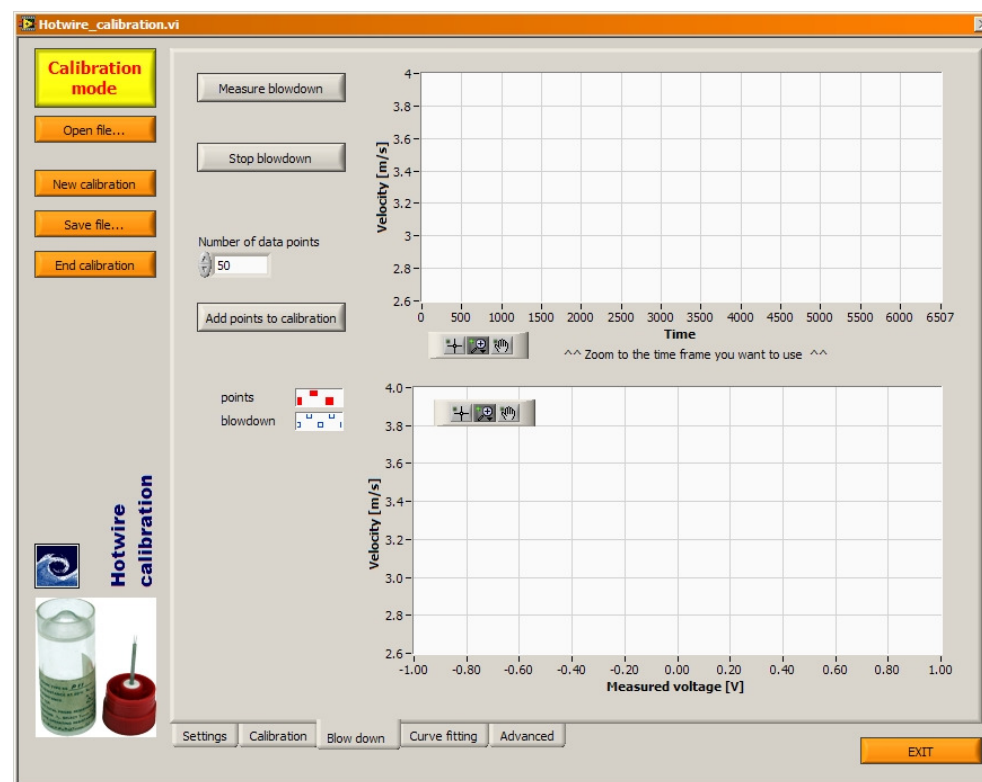 Hotwire_calibration.vi
Calibration
mode
Open file...
New calibration
Save file...
End calibration
Hotwire
calibration
Measure blowdown
Stop blowdown
Number of data points
50
Add points to calibration
points
blowdown
Velocity [m/s]
4
3.8
3.6
3.4
3.2
3
2.8
2.6
0 500 1000 1500 2000 2500 3000 3500 4000 4500 5000 5500 6000 6507
Time
^^ Zoom to the time frame you want to use ^^
Velocity [m/s]
4.0
3.8
3.6
3.4
3.2
3.0
2.8
2.6
-1.00 -0.80 -0.60 -0.40 -0.20 0.00 0.20 0.40 0.60 0.80 1.00
Measured voltage [V]
Settings Calibration Blow down Curve fitting Advanced
EXIT